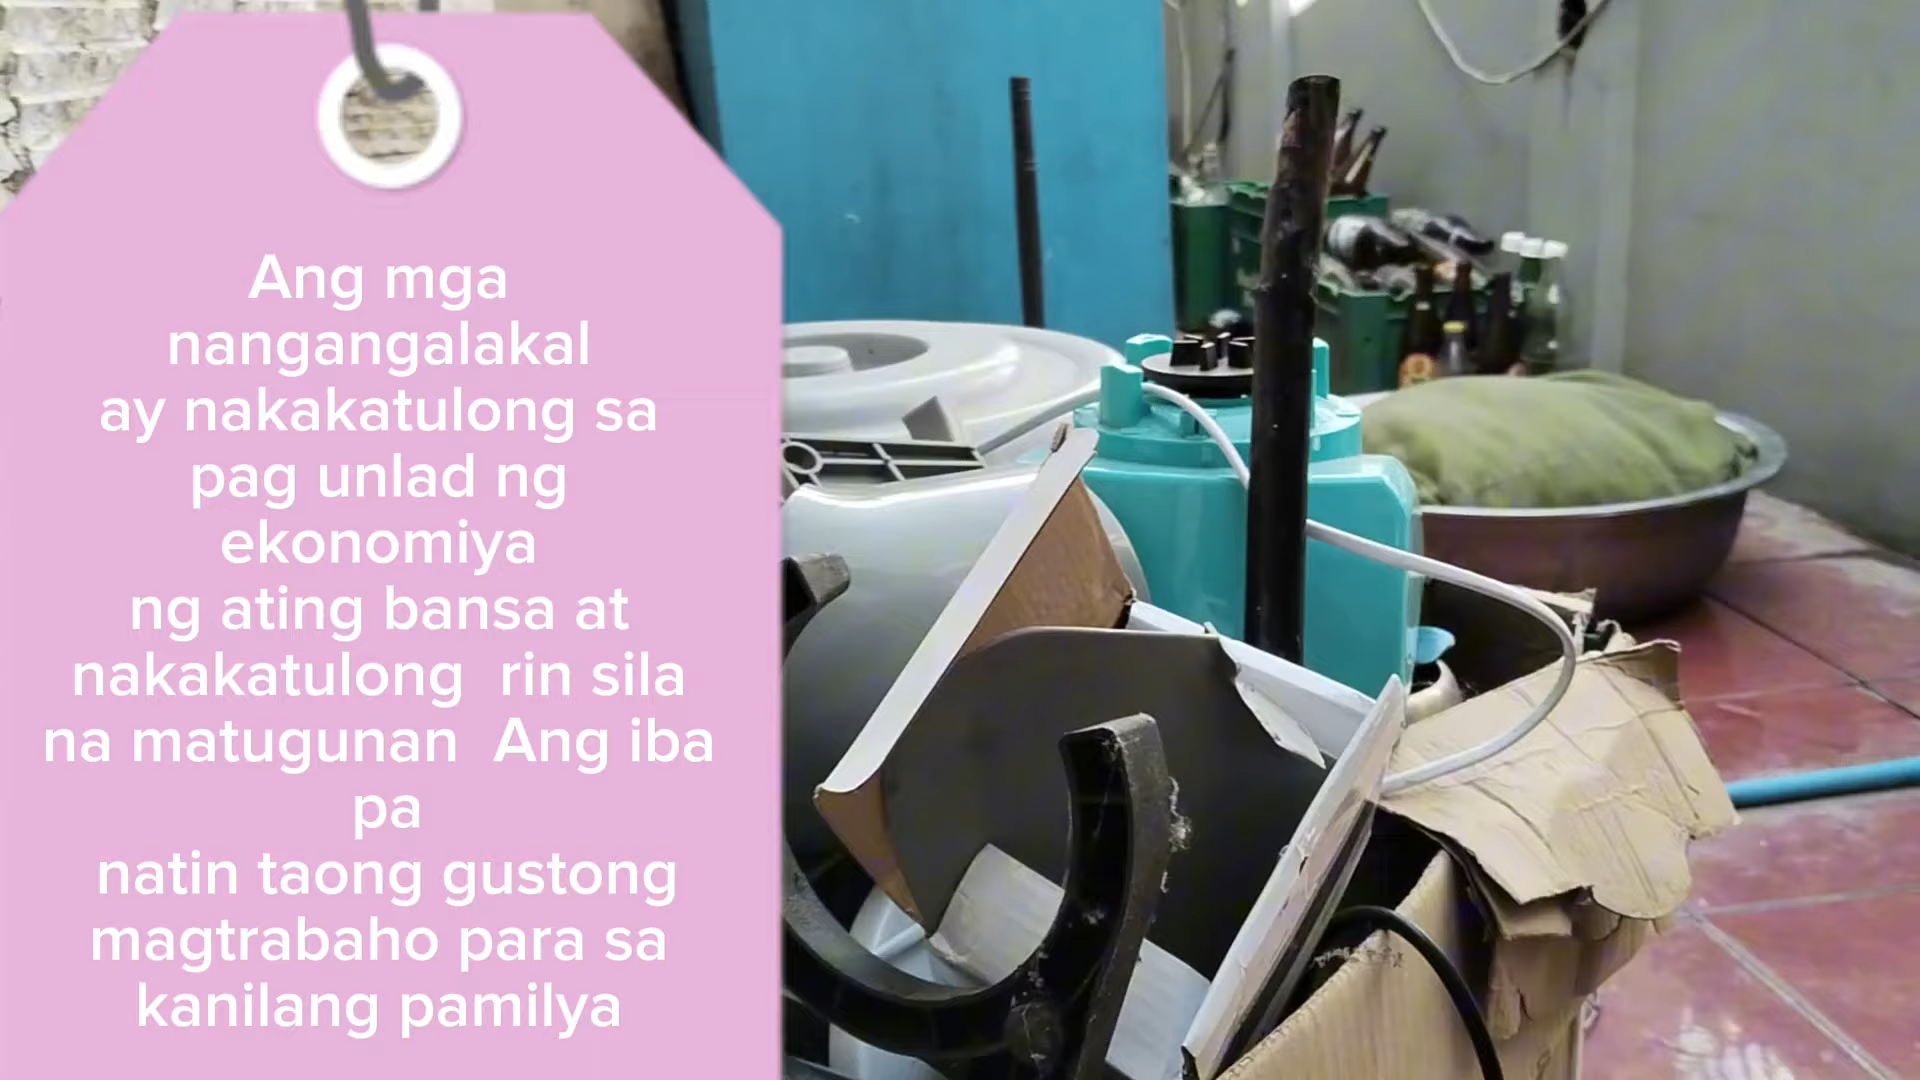 Ang mga
nangangalakal
ay nakakatulong sa
pag unlad ng
ekonomiya
ng ating bansa at
nakakatulong  rin sila
na matugunan  Ang iba
pa
natin taong gustong
magtrabaho para sa
kanilang pamilya